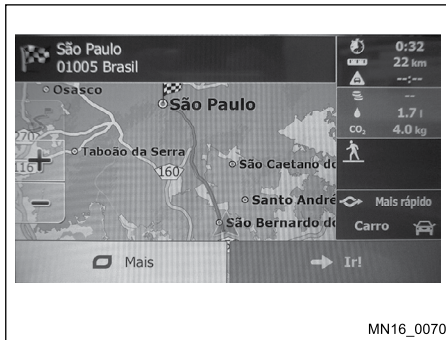 São Paulo
01005 Brasil
0:32
22 km
--:--
--
1.7 l
CO₂ 4.0 kg
Osasco
São Paulo
270
116
Taboão da Serra
160
São Caetano do
Santo André
São Bernardo do
Mais rápido
Carro
Mais
Ir!
MN16_0070